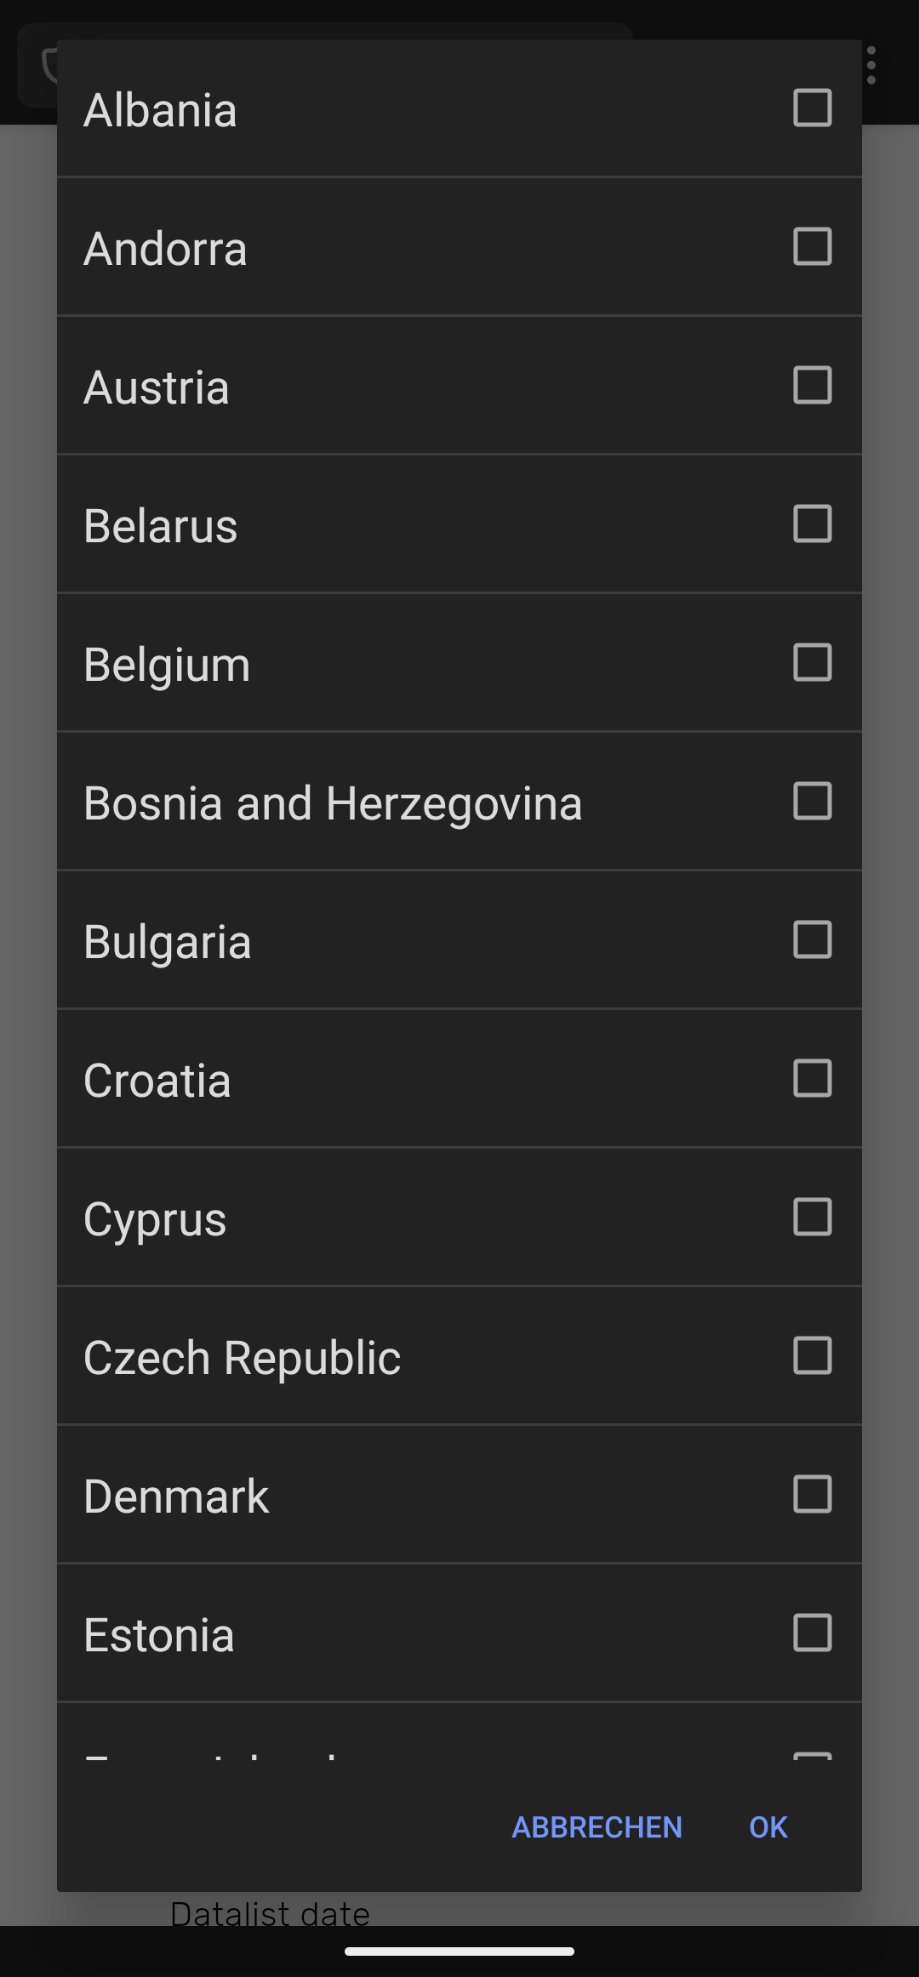 Albania
Andorra
Austria
Belarus
Belgium
Bosnia and Herzegovina
Bulgaria
Croatia
Cyprus
Czech Republic
Denmark
Estonia
ABBRECHEN OK
Datalist date